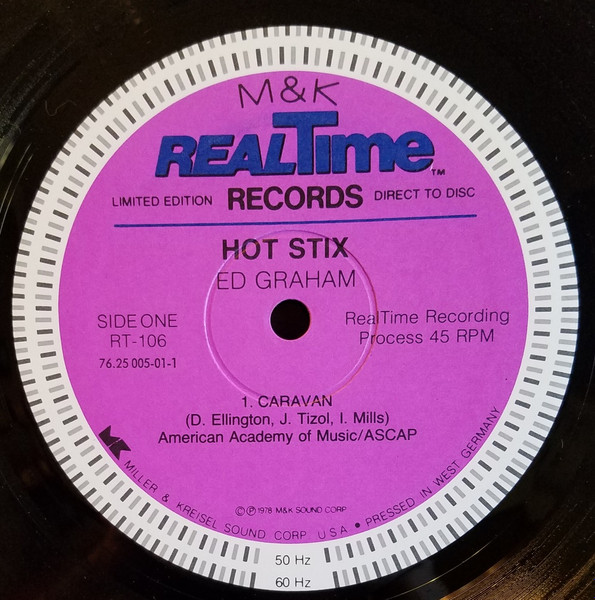 M&K
REALTime™
LIMITED EDITION RECORDS DIRECT TO DISC
HOT STIX
ED GRAHAM
SIDE ONE
RT-106
76.25 005-01-1
RealTime Recording
Process 45 RPM
1. CARAVAN
(D. Ellington, J. Tizol, I. Mills)
American Academy of Music/ASCAP
MK MILLER & KREISEL SOUND CORP. U S A • PRESSED IN WEST GERMANY
© ℗ 1978 M&K SOUND CORP
50 Hz
60 Hz